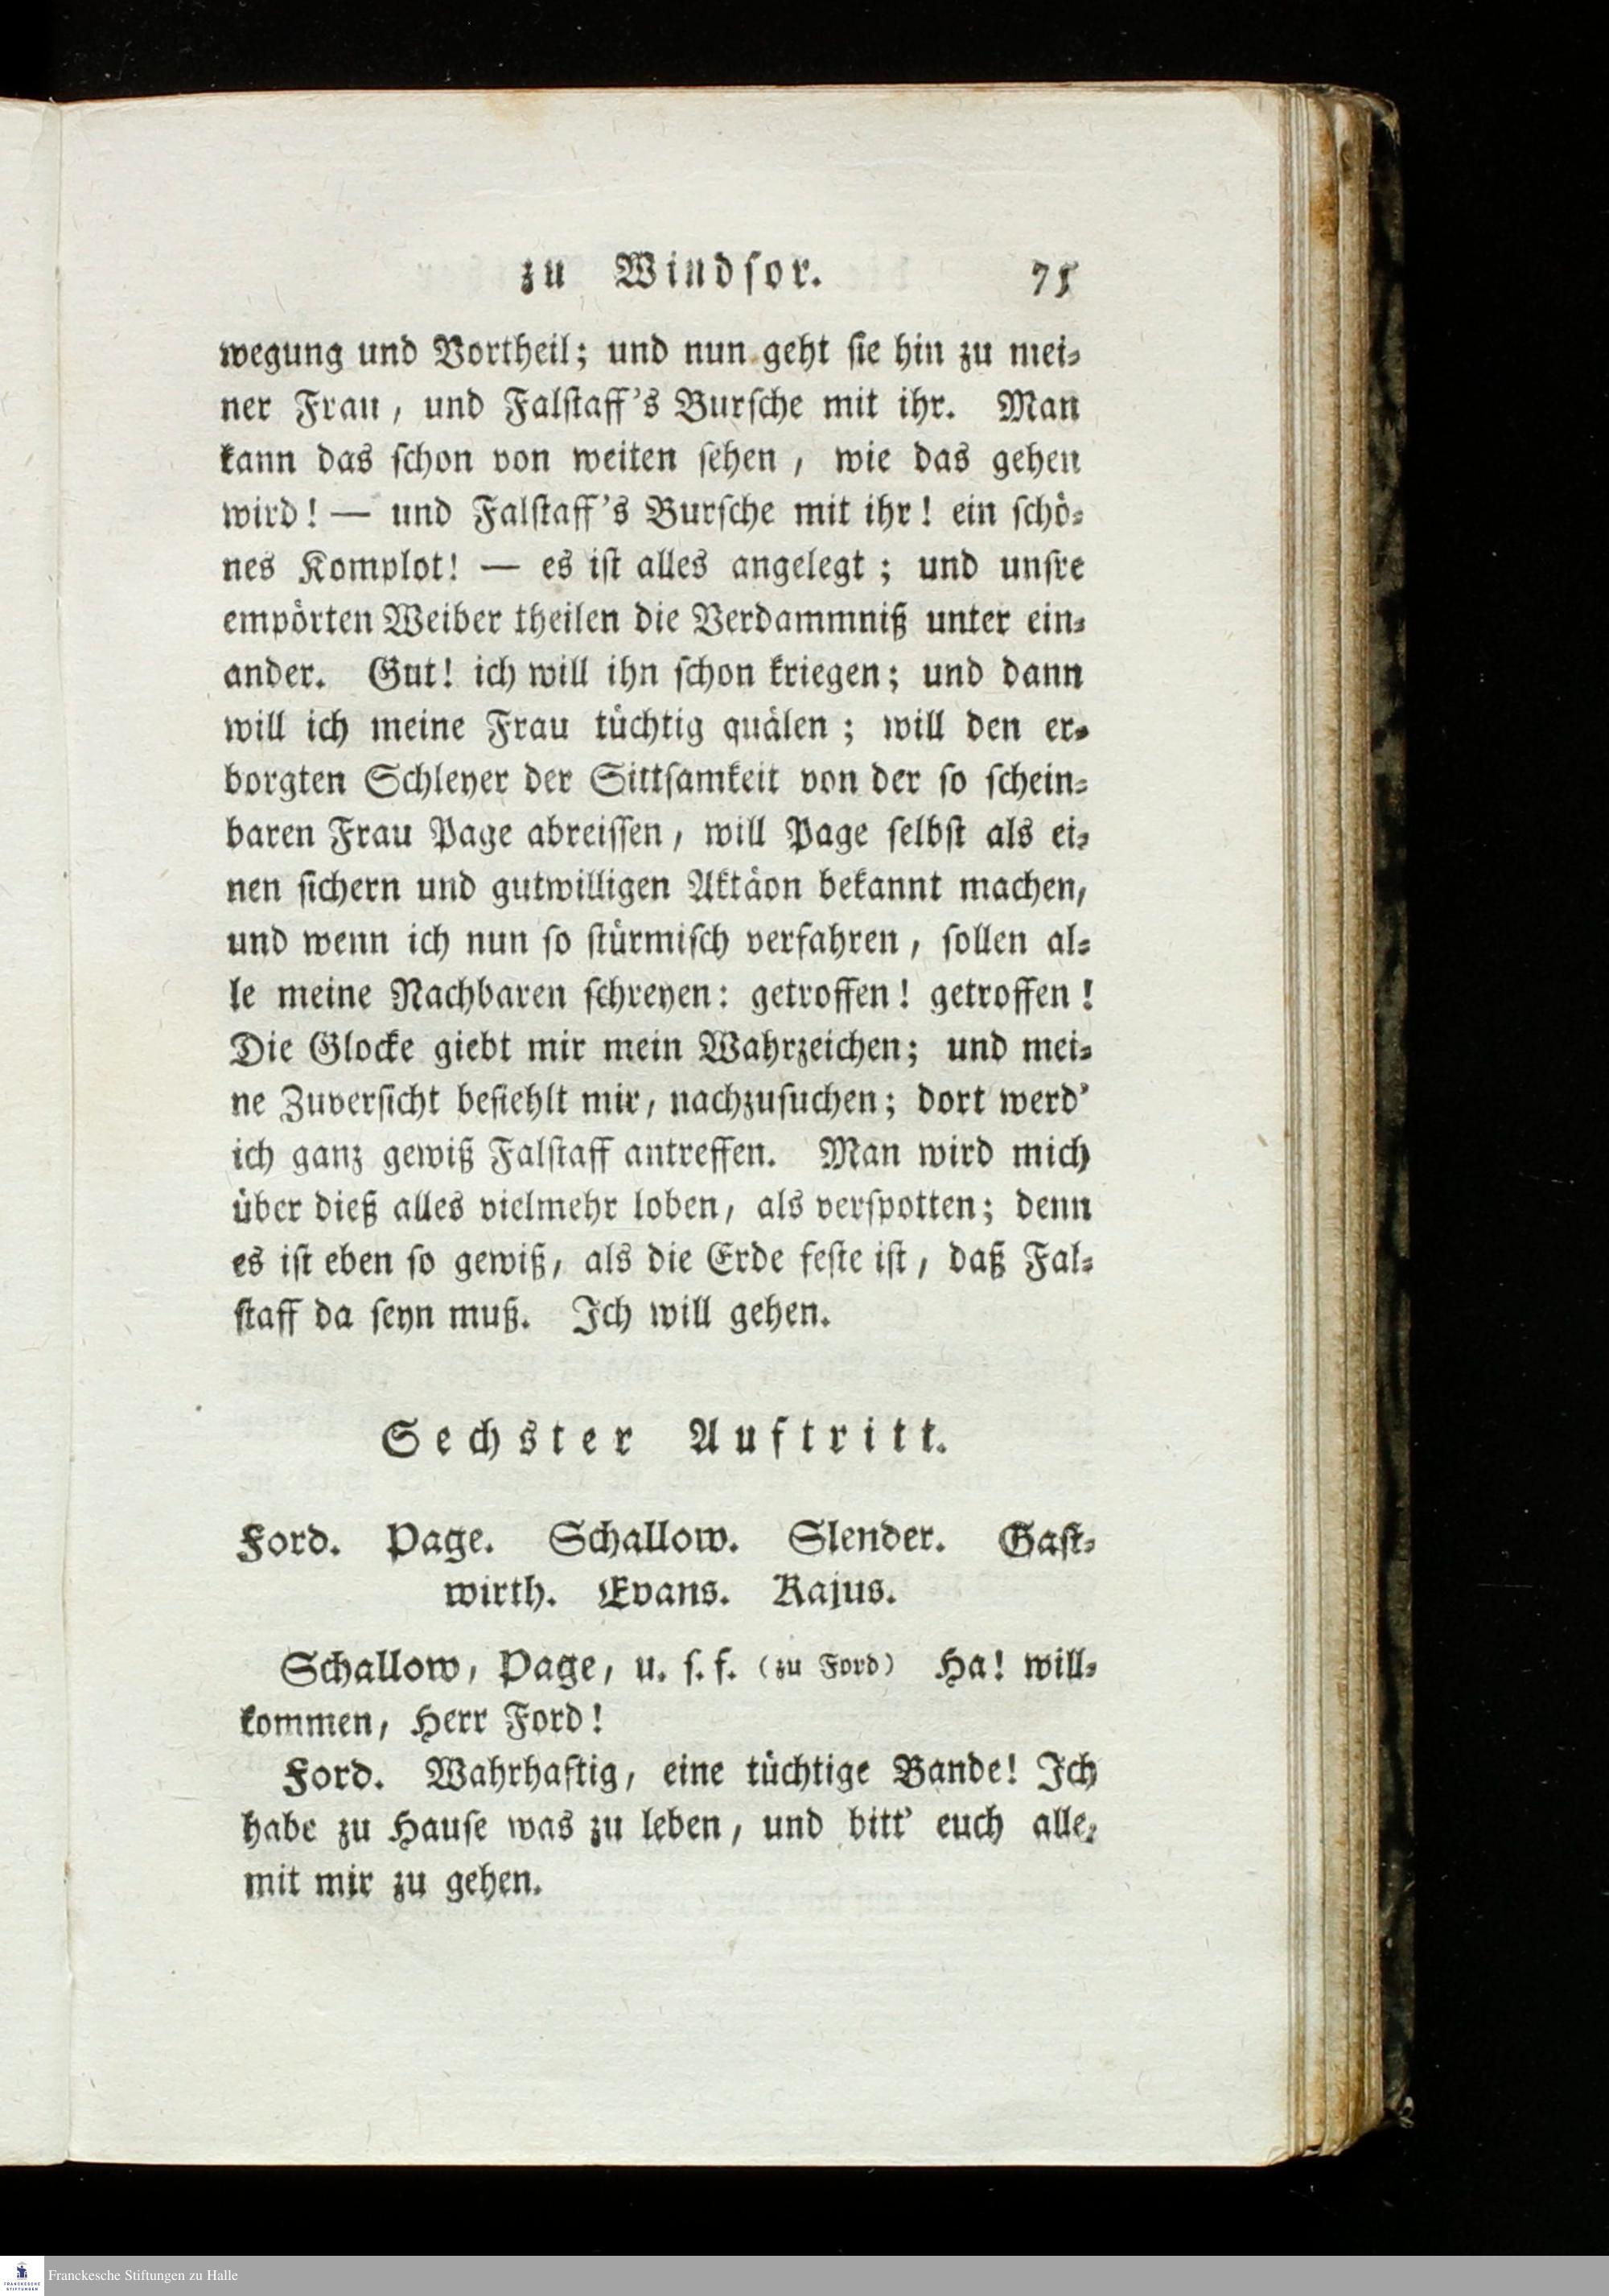 zu Windſor. 75
wegung und Vortheil; und nun geht ſie hin zu mei-
ner Frau, und Falſtaff's Burſche mit ihr. Man
kann das ſchon von weiten ſehen, wie das gehen
wird! — und Falſtaff's Burſche mit ihr! ein ſchö-
nes Komplot! — es iſt alles angelegt; und unſre
empörten Weiber theilen die Verdammniß unter ein-
ander. Gut! ich will ihn ſchon kriegen; und dann
will ich meine Frau tüchtig quälen; will den er-
borgten Schleyer der Sittſamkeit von der ſo ſchein-
baren Frau Page abreiſſen, will Page ſelbſt als ei-
nen ſichern und gutwilligen Aktäon bekannt machen,
und wenn ich nun ſo ſtürmiſch verfahren, ſollen al-
le meine Nachbaren ſchreyen: getroffen! getroffen!
Die Glocke giebt mir mein Wahrzeichen; und mei-
ne Zuverſicht befiehlt mir, nachzuſuchen; dort werd'
ich ganz gewiß Falſtaff antreffen. Man wird mich
über dieß alles vielmehr loben, als verſpotten; denn
es iſt eben ſo gewiß, als die Erde feſte iſt, daß Fal-
ſtaff da ſeyn muß. Ich will gehen.
Sechster Auftritt.
Ford. Page. Schallow. Slender. Gaſt-
wirth. Evans. Kajus.
Schallow, Page, u. ſ. f. (zu Ford) Ha! will-
kommen, Herr Ford!
Ford. Wahrhaftig, eine tüchtige Bande! Ich
habe zu Hauſe was zu leben, und bitt' euch alle,
mit mir zu gehen.
FRANCKESCHE
STIFTUNGEN
Franckesche Stiftungen zu Halle